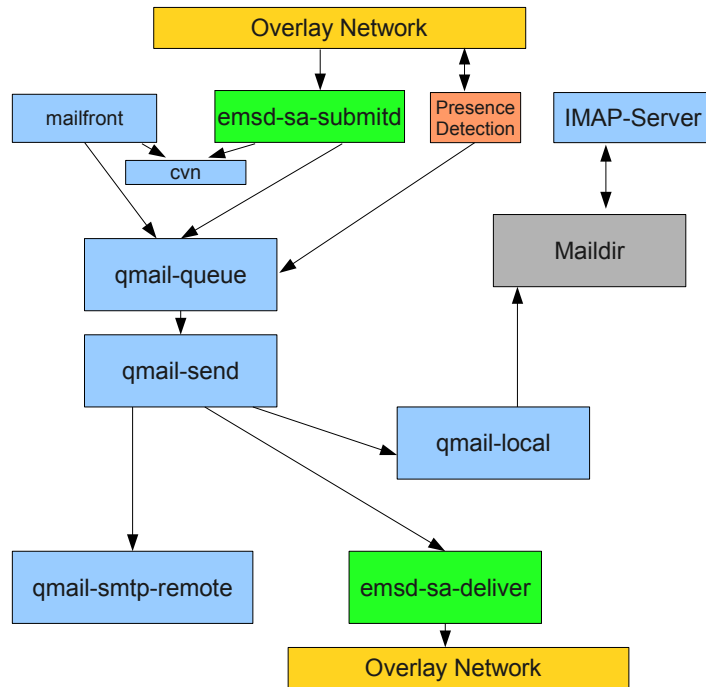 Overlay Network
mailfront
emsd-sa-submitd
Presence
Detection
IMAP-Server
cvn
qmail-queue
Maildir
qmail-send
qmail-local
qmail-smtp-remote
emsd-sa-deliver
Overlay Network